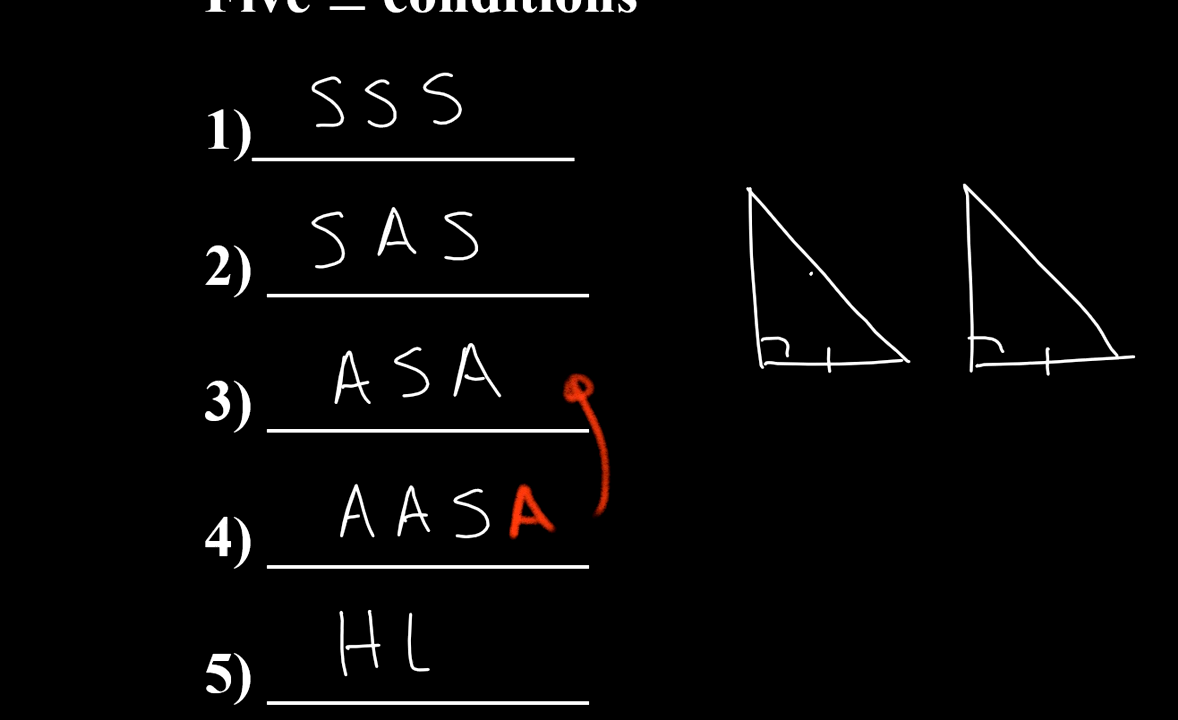 Five ≅ conditions
1) SSS
2) SAS
3) ASA
4) AASA
5) HL